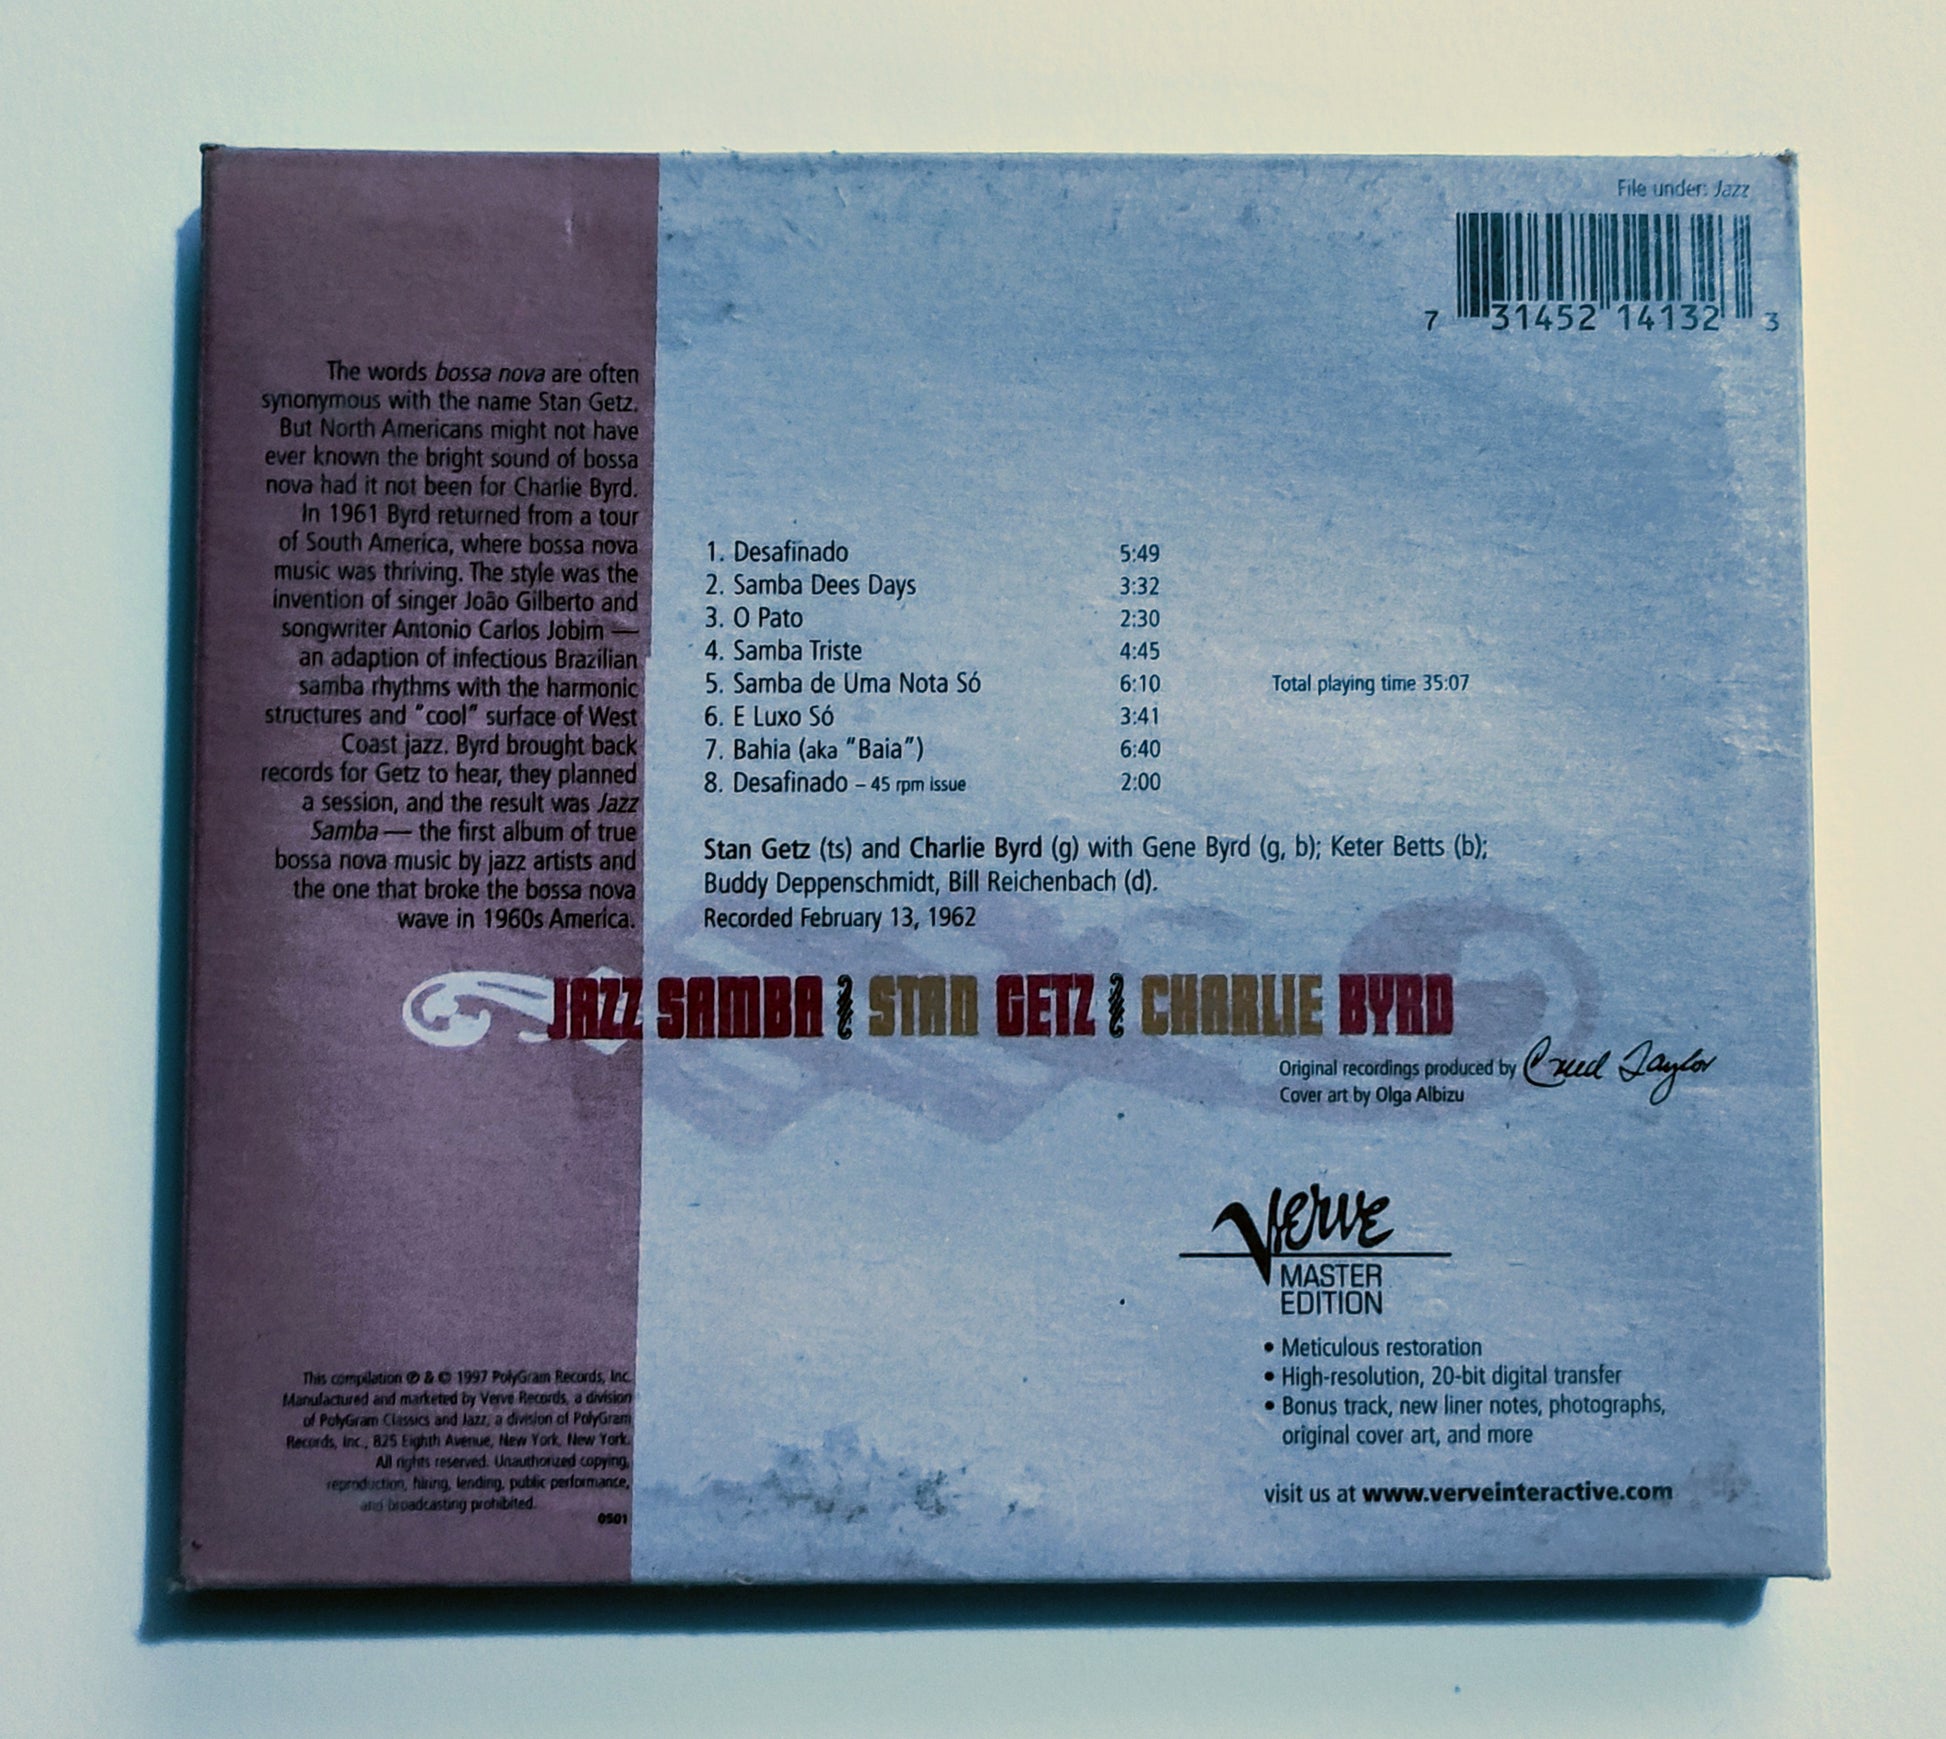 File under: Jazz
7 31452 14132 3
The words bossa nova are often
synonymous with the name Stan Getz.
But North Americans might not have
ever known the bright sound of bossa
nova had it not been for Charlie Byrd.
In 1961 Byrd returned from a tour
of South America, where bossa nova
music was thriving. The style was the
invention of singer João Gilberto and
songwriter Antonio Carlos Jobim —
an adaption of infectious Brazilian
samba rhythms with the harmonic
structures and "cool" surface of West
Coast jazz. Byrd brought back
records for Getz to hear, they planned
a session, and the result was Jazz
Samba — the first album of true
bossa nova music by jazz artists and
the one that broke the bossa nova
wave in 1960s America.
1. Desafinado 5:49
2. Samba Dees Days 3:32
3. O Pato 2:30
4. Samba Triste 4:45
5. Samba de Uma Nota Só 6:10 Total playing time 35:07
6. E Luxo Só 3:41
7. Bahia (aka "Baia") 6:40
8. Desafinado – 45 rpm issue 2:00
Stan Getz (ts) and Charlie Byrd (g) with Gene Byrd (g, b); Keter Betts (b);
Buddy Deppenschmidt, Bill Reichenbach (d).
Recorded February 13, 1962
JAZZ SAMBA STAN GETZ CHARLIE BYRD
Original recordings produced by Creed Taylor
Cover art by Olga Albizu
Verve
MASTER
EDITION
• Meticulous restoration
• High-resolution, 20-bit digital transfer
• Bonus track, new liner notes, photographs,
original cover art, and more
visit us at www.verveinteractive.com
This compilation ℗ & © 1997 PolyGram Records, Inc.
Manufactured and marketed by Verve Records, a division
of PolyGram Classics and Jazz, a division of PolyGram
Records, Inc., 825 Eighth Avenue, New York, New York.
All rights reserved. Unauthorized copying,
reproduction, hiring, lending, public performance,
and broadcasting prohibited.
0501